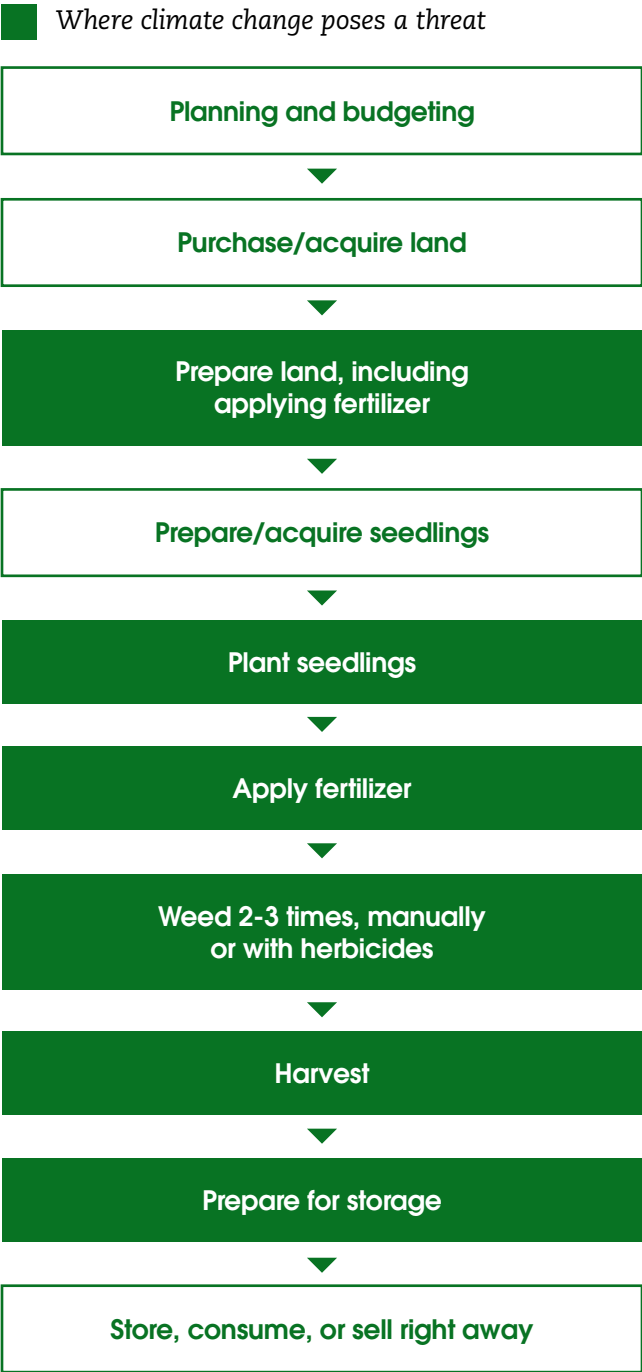 Where climate change poses a threat
Planning and budgeting
Purchase/acquire land
Prepare land, including
applying fertilizer
Prepare/acquire seedlings
Plant seedlings
Apply fertilizer
Weed 2-3 times, manually
or with herbicides
Harvest
Prepare for storage
Store, consume, or sell right away